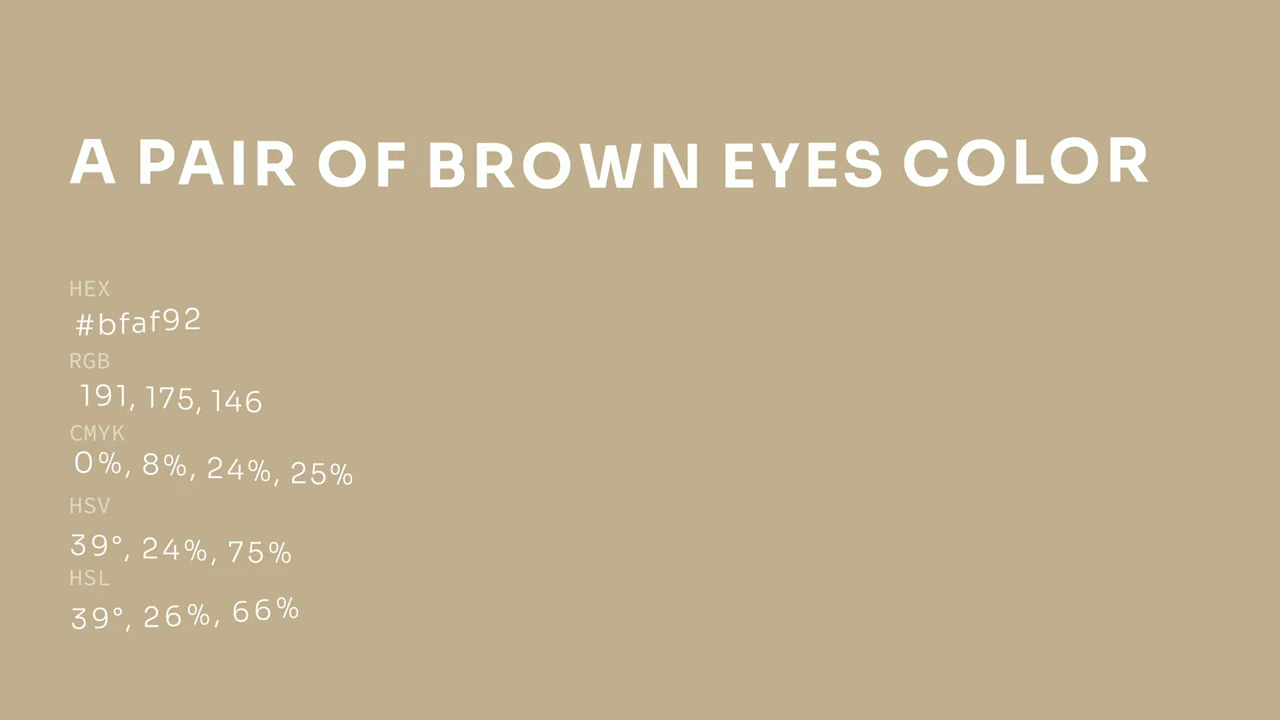 A PAIR OF BROWN EYES COLOR
HEX
#bfaf92
RGB
191, 175, 146
CMYK
0%, 8%, 24%, 25%
HSV
39°, 24%, 75%
HSL
39°, 26%, 66%